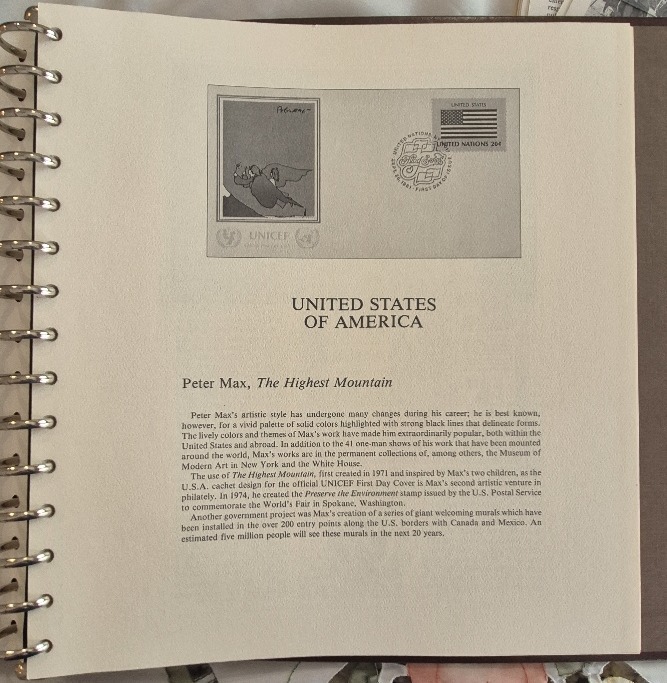 UNITED STATES
UNITED NATIONS 20¢
FIRST DAY OF ISSUE
UNICEF
UNITED STATES
OF AMERICA
Peter Max, The Highest Mountain
Peter Max's artistic style has undergone many changes during his career; he is best known,
however, for a vivid palette of solid colors highlighted with strong black lines that delineate forms.
The lively colors and themes of Max's work have made him extraordinarily popular, both within the
United States and abroad. In addition to the 41 one-man shows of his work that have been mounted
around the world, Max's works are in the permanent collections of, among others, the Museum of
Modern Art in New York and the White House.
The use of The Highest Mountain, first created in 1971 and inspired by Max's two children, as the
U.S.A. cachet design for the official UNICEF First Day Cover is Max's second artistic venture in
philately. In 1974, he created the Preserve the Environment stamp issued by the U.S. Postal Service
to commemorate the World's Fair in Spokane, Washington.
Another government project was Max's creation of a series of giant welcoming murals which have
been installed in the over 200 entry points along the U.S. borders with Canada and Mexico. An
estimated five million people will see these murals in the next 20 years.